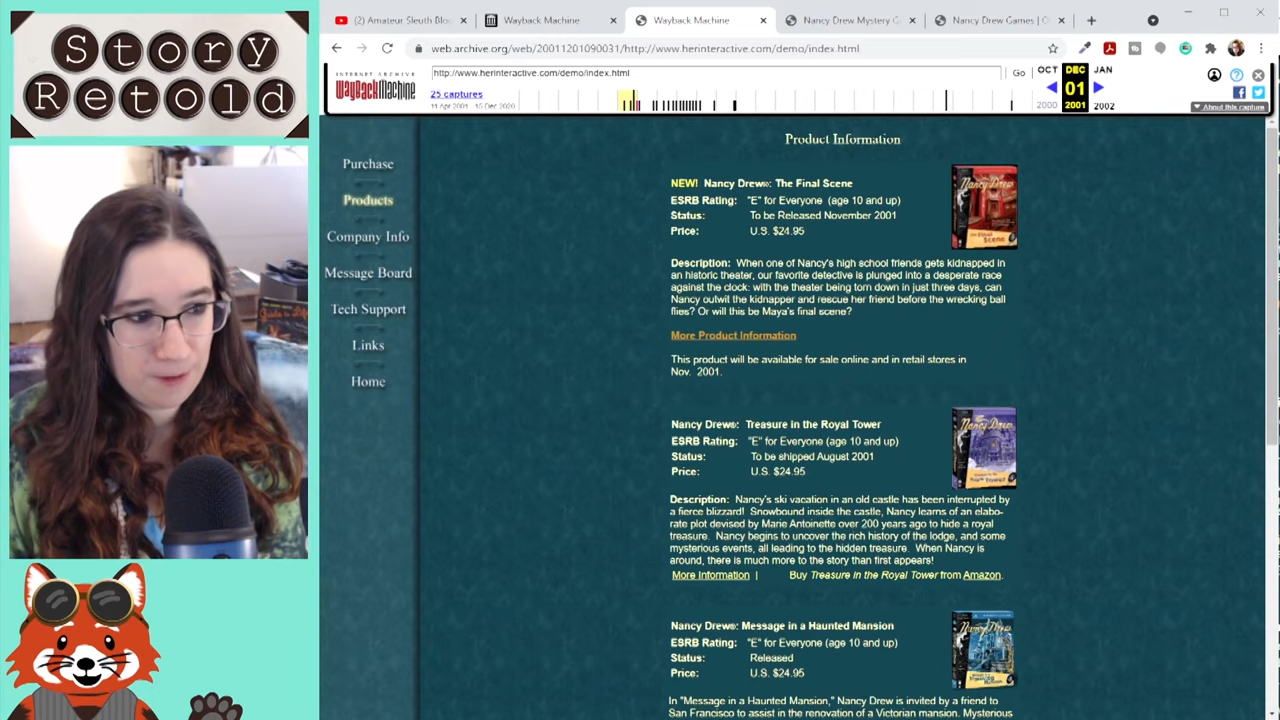 Story
Retold
(2) Amateur Sleuth Blo
Wayback Machine
Wayback Machine
Nancy Drew Mystery G
Nancy Drew Games | O
web.archive.org/web/20011201090031/http://www.herinteractive.com/demo/index.html
INTERNET ARCHIVE
WayBackMachine
http://www.herinteractive.com/demo/index.html
Go
OCT DEC JAN
25 captures
01
11 Apr 2001 - 15 Dec 2020
2000 2001 2002
About this capture
Purchase
Products
Company Info
Message Board
Tech Support
Links
Home
Product Information
NEW! Nancy Drew®: The Final Scene
ESRB Rating: "E" for Everyone (age 10 and up)
Status: To be Released November 2001
Price: U.S. $24.95
Description: When one of Nancy's high school friends gets kidnapped in
an historic theater, our favorite detective is plunged into a desperate race
against the clock: with the theater being torn down in just three days, can
Nancy outwit the kidnapper and rescue her friend before the wrecking ball
flies? Or will this be Maya's final scene?
More Product Information
This product will be available for sale online and in retail stores in
Nov. 2001.
Nancy Drew®: Treasure in the Royal Tower
ESRB Rating: "E" for Everyone (age 10 and up)
Status: To be shipped August 2001
Price: U.S. $24.95
Description: Nancy's ski vacation in an old castle has been interrupted by
a fierce blizzard! Snowbound inside the castle, Nancy learns of an elabo-
rate plot devised by Marie Antoinette over 200 years ago to hide a royal
treasure. Nancy begins to uncover the rich history of the lodge, and some
mysterious events, all leading to the hidden treasure. When Nancy is
around, there is much more to the story than first appears!
More Information | Buy Treasure in the Royal Tower from Amazon.
Nancy Drew®: Message in a Haunted Mansion
ESRB Rating: "E" for Everyone (age 10 and up)
Status: Released
Price: U.S. $24.95
In "Message in a Haunted Mansion," Nancy Drew is invited by a friend to
San Francisco to assist in the renovation of a Victorian mansion. Mysterious
Nancy Drew
Scene
Nancy Drew
Nancy Drew